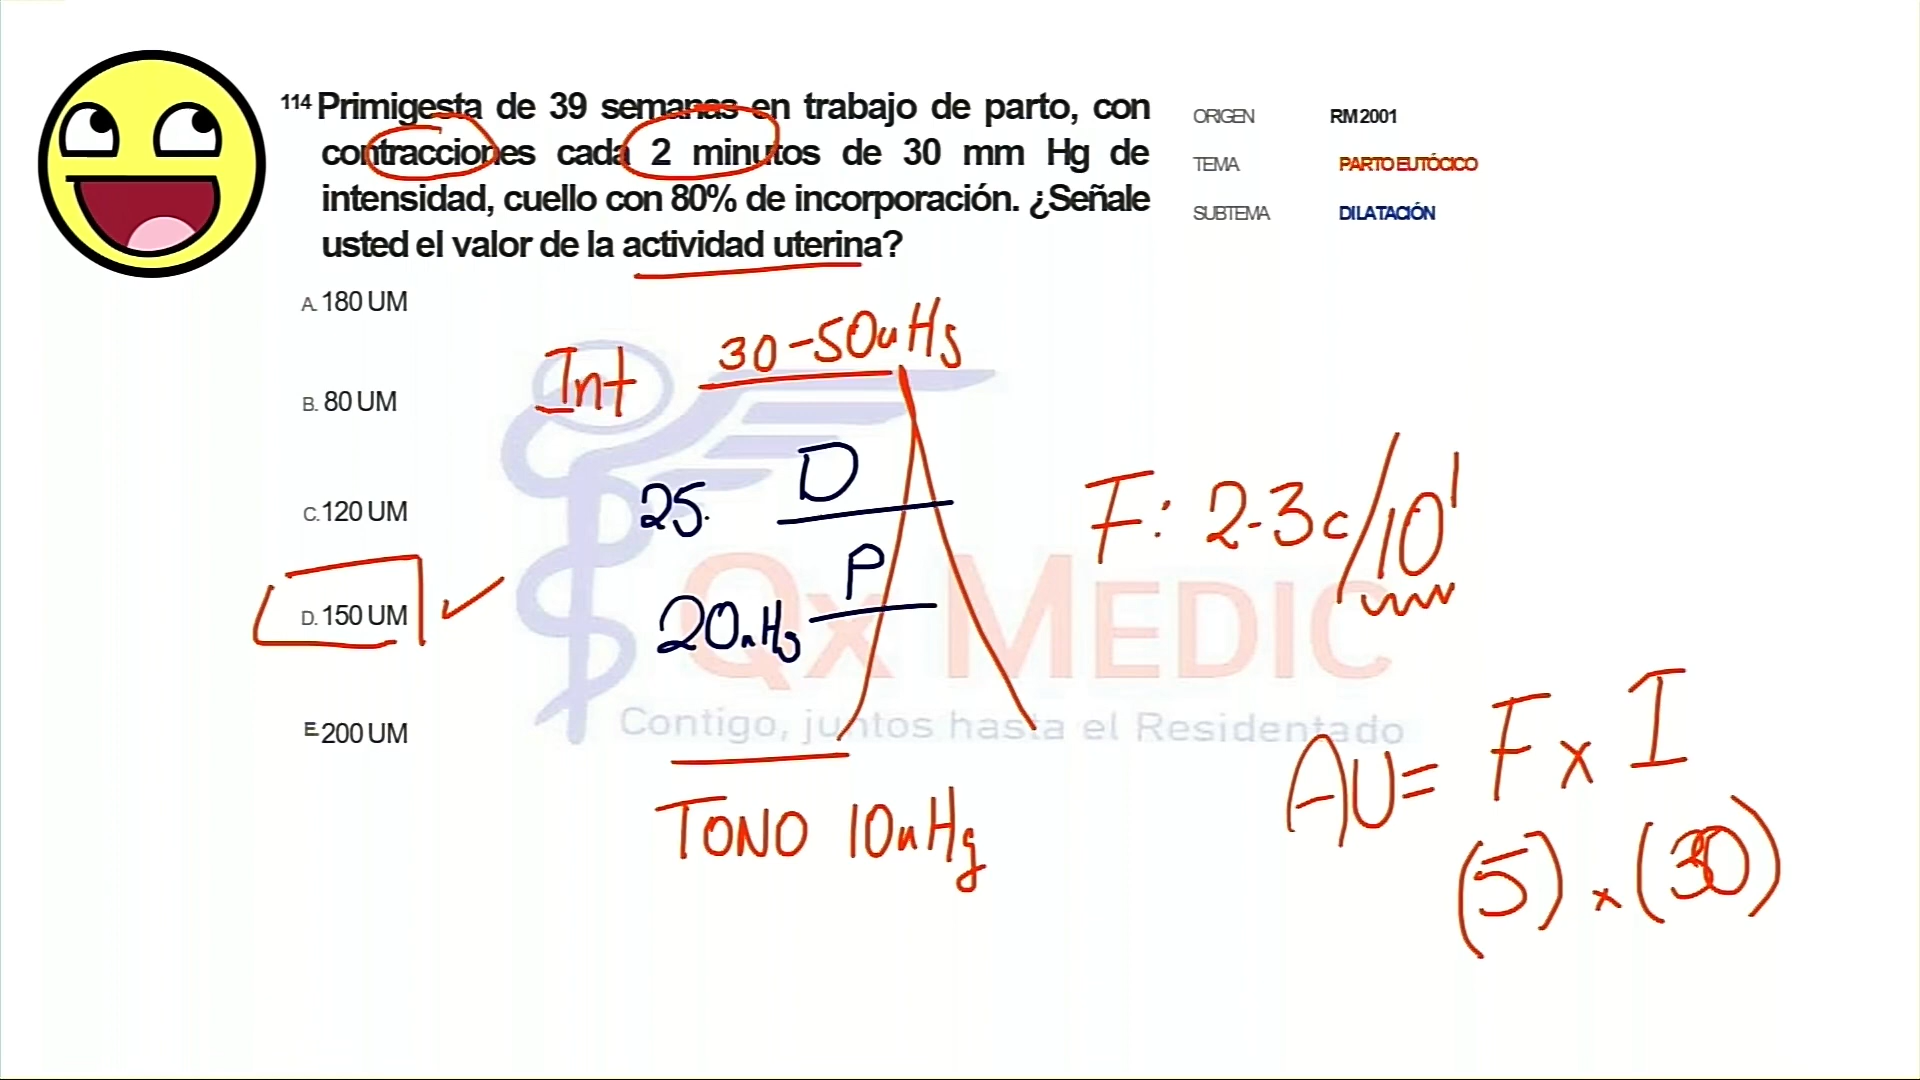 114 Primigesta de 39 semanas en trabajo de parto, con
contracciones cada 2 minutos de 30 mm Hg de
intensidad, cuello con 80% de incorporación. ¿Señale
usted el valor de la actividad uterina?
ORIGEN RM 2001
TEMA PARTO EUTÓCICO
SUBTEMA DILATACIÓN
A. 180 UM
B. 80 UM
C. 120 UM
D. 150 UM
E. 200 UM
Int 30-50mHg
25. D
20mHg P
TONO 10mHg
F: 2-3c/10'
AU= F x I
(5) x (30)
Qx MEDIC
Contigo, juntos hasta el Residentado